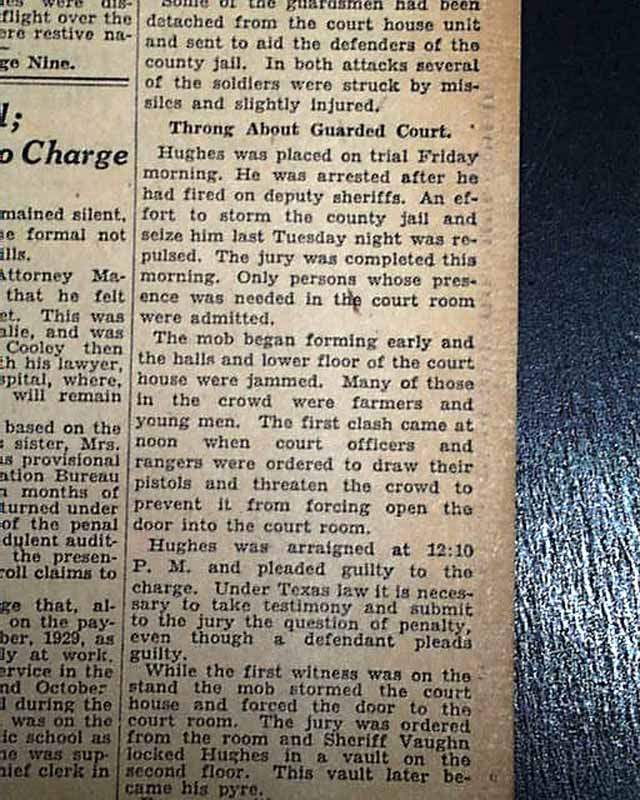 es were dis-
flight over the
ere restive na-
ge Nine.
l;
o Charge
mained silent,
se formal not
ills.
Attorney Ma-
that he felt
et. This was
alie, and was
Cooley then
th his lawyer,
spital, where,
will remain
based on the
sister, Mrs.
as provisional
ation Bureau
n months of
turned under
of the penal
dulent audit-
the presen-
roll claims to
ge that, al-
on the pay-
ber, 1929, as
ly at work.
ervice in the
nd October
d during the
was on the
ic school as
he was sup-
hief clerk in
Some of the guardsmen had been
detached from the court house unit
and sent to aid the defenders of the
county jail. In both attacks several
of the soldiers were struck by mis-
siles and slightly injured.
Throng About Guarded Court.
Hughes was placed on trial Friday
morning. He was arrested after he
had fired on deputy sheriffs. An ef-
fort to storm the county jail and
seize him last Tuesday night was re-
pulsed. The jury was completed this
morning. Only persons whose pres-
ence was needed in the court room
were admitted.
The mob began forming early and
the halls and lower floor of the court
house were jammed. Many of those
in the crowd were farmers and
young men. The first clash came at
noon when court officers and
rangers were ordered to draw their
pistols and threaten the crowd to
prevent it from forcing open the
door into the court room.
Hughes was arraigned at 12:10
P. M. and pleaded guilty to the
charge. Under Texas law it is neces-
sary to take testimony and submit
to the jury the question of penalty,
even though a defendant pleads
guilty.
While the first witness was on the
stand the mob stormed the court
house and forced the door to the
court room. The jury was ordered
from the room and Sheriff Vaughn
locked Hughes in a vault on the
second floor. This vault later be-
came his pyre.